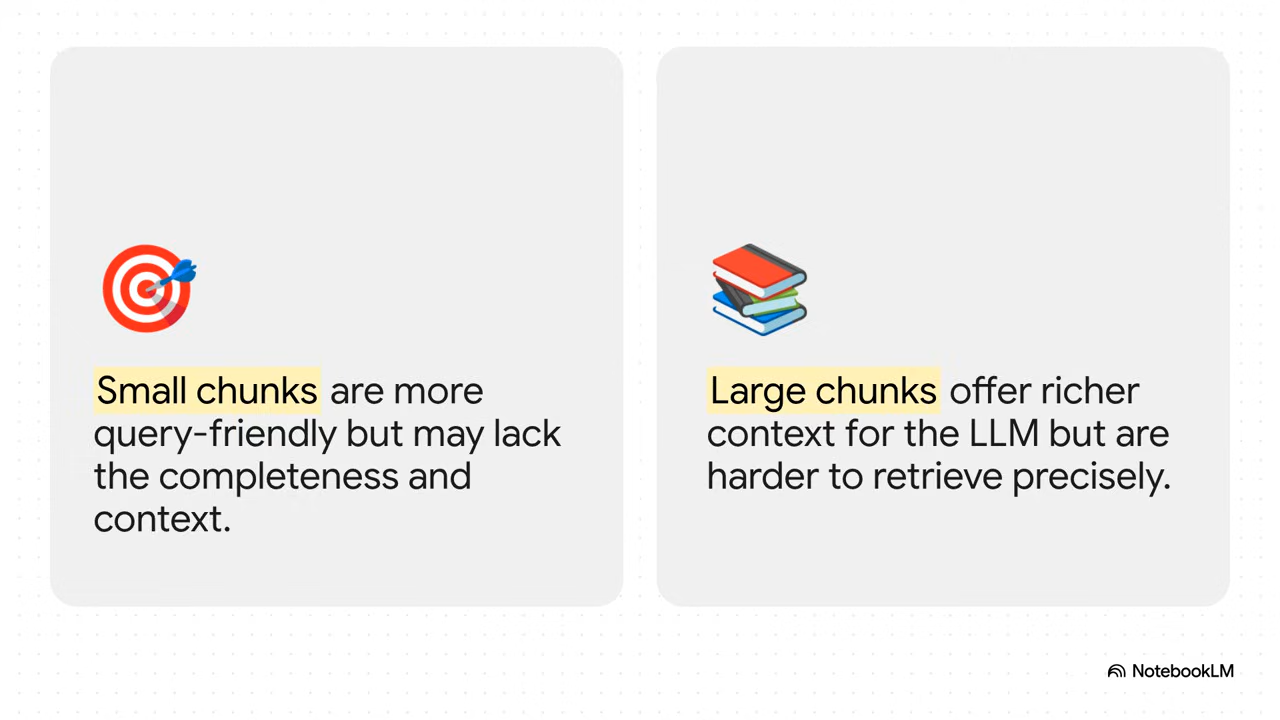 Small chunks are more
query-friendly but may lack
the completeness and
context.
Large chunks offer richer
context for the LLM but are
harder to retrieve precisely.
NotebookLM